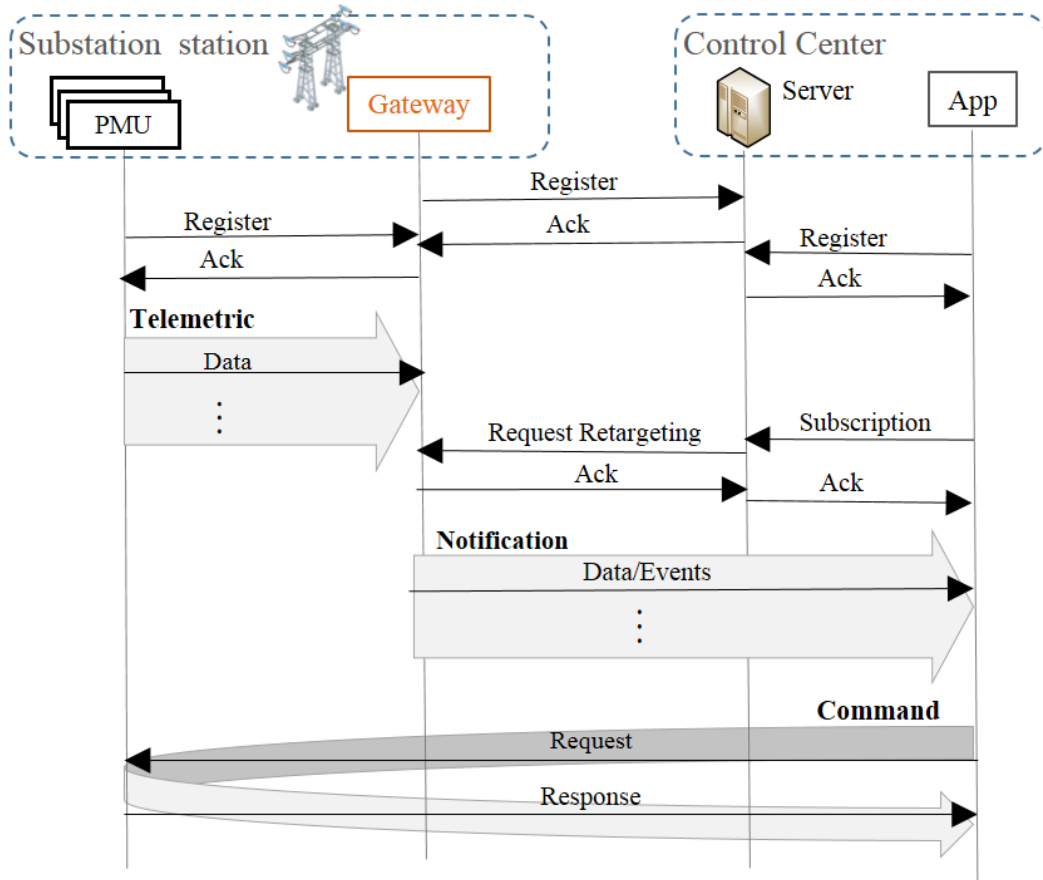 Substation station
Control Center
PMU
Gateway
Server
App
Register
Register
Ack
Register
Ack
Ack
Telemetric
Data
Subscription
Request Retargeting
Ack
Ack
Notification
Data/Events
Command
Request
Response